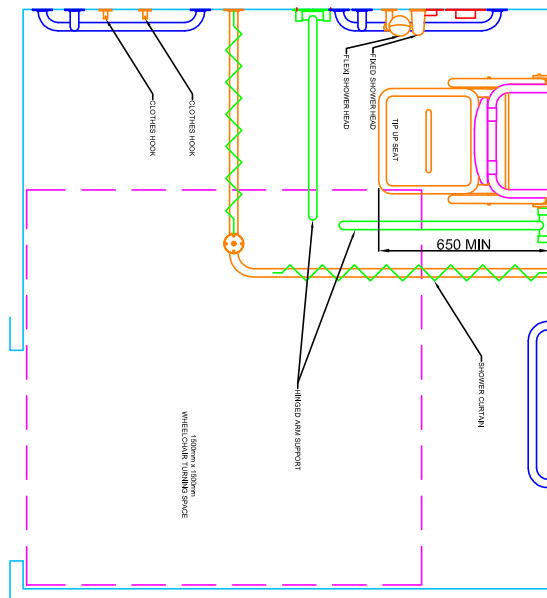 CLOTHES HOOK
CLOTHES HOOK
FLEXI SHOWER HEAD
FIXED SHOWER HEAD
TIP UP SEAT
650 MIN
HINGED ARM SUPPORT
SHOWER CURTAIN
1500mm x 1500mm
WHEELCHAIR TURNING SPACE